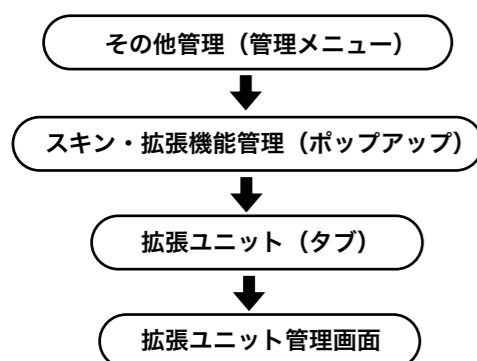 その他管理（管理メニュー）
スキン・拡張機能管理（ポップアップ）
拡張ユニット（タブ）
拡張ユニット管理画面